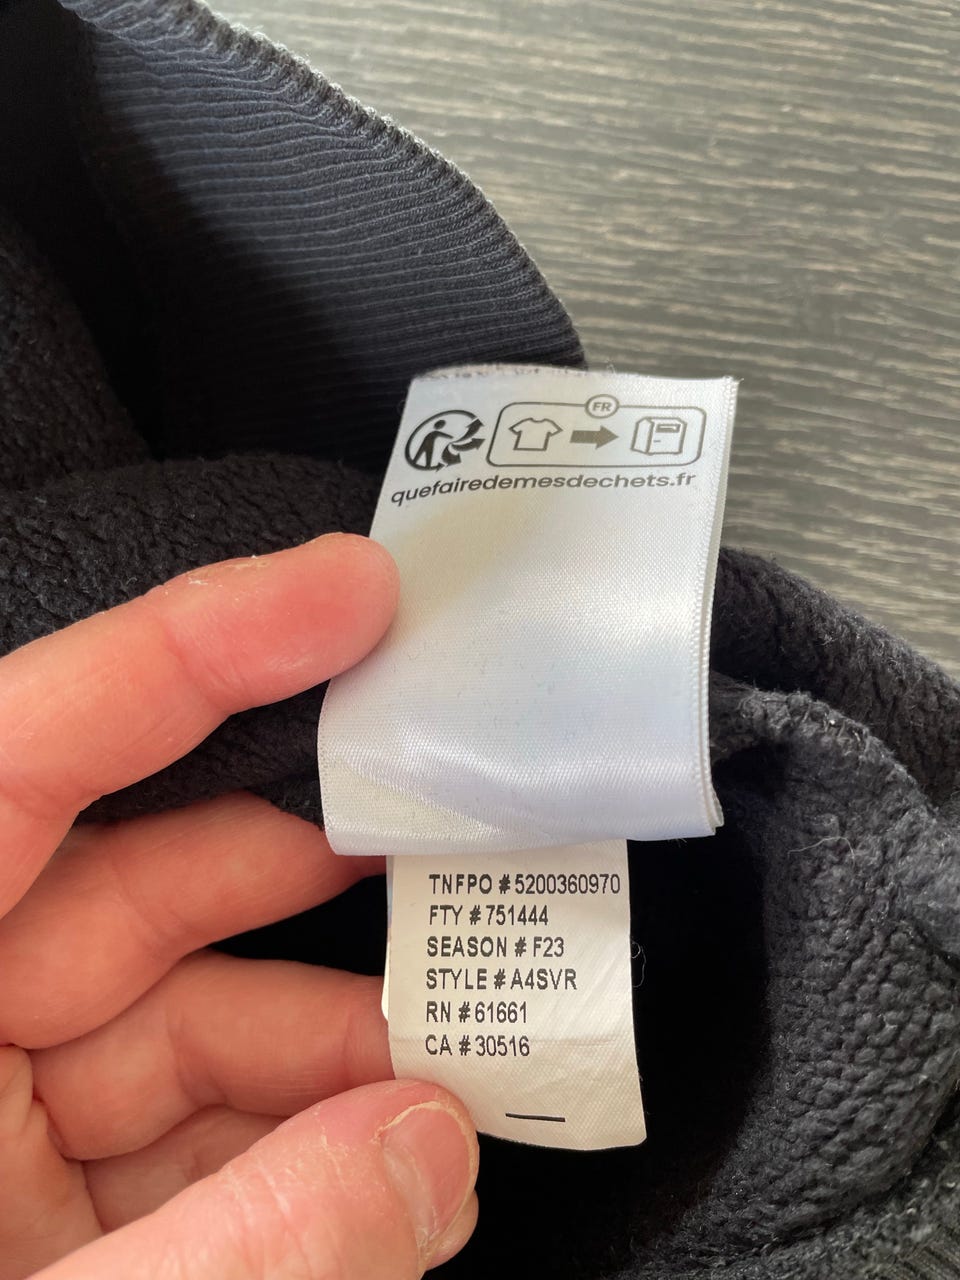 FR
quefairedemesdechets.fr
TNFPO # 5200360970
FTY # 751444
SEASON # F23
STYLE # A4SVR
RN # 61661
CA # 30516